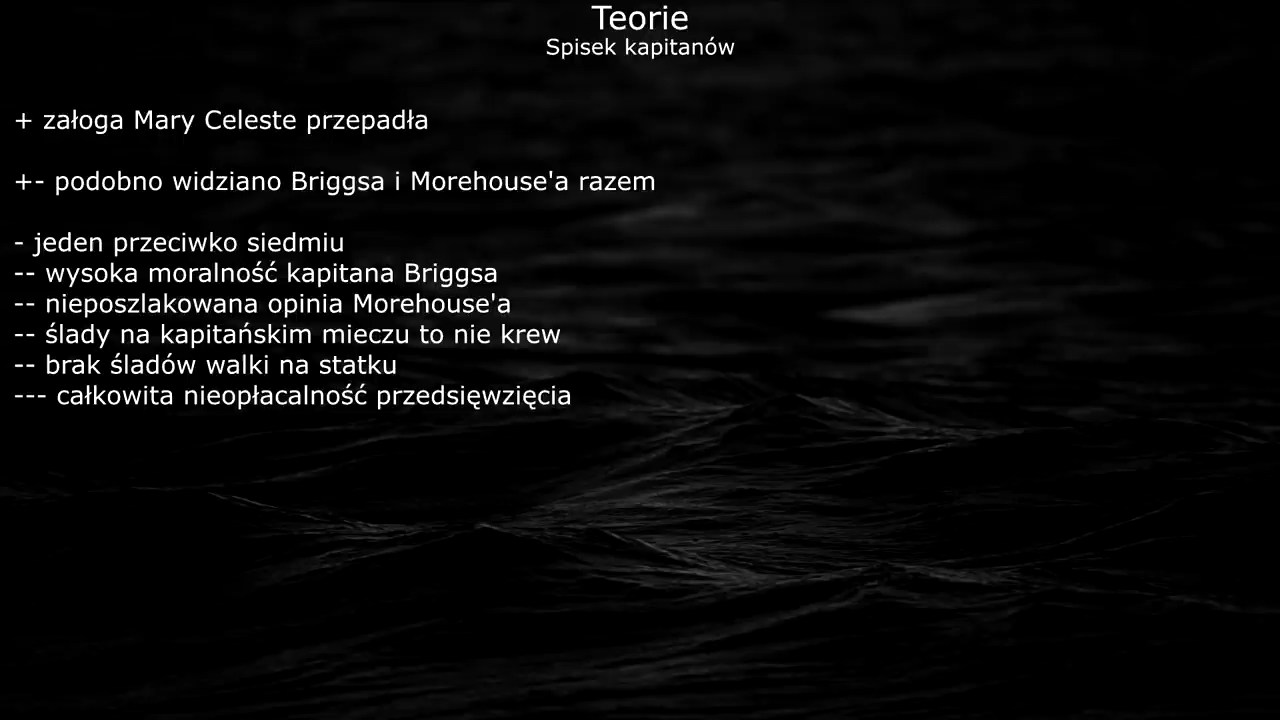 Teorie
Spisek kapitanów
+ załoga Mary Celeste przepadła
+- podobno widziano Briggsa i Morehouse'a razem
- jeden przeciwko siedmiu
-- wysoka moralność kapitana Briggsa
-- nieposzlakowana opinia Morehouse'a
-- ślady na kapitańskim mieczu to nie krew
-- brak śladów walki na statku
--- całkowita nieopłacalność przedsięwzięcia